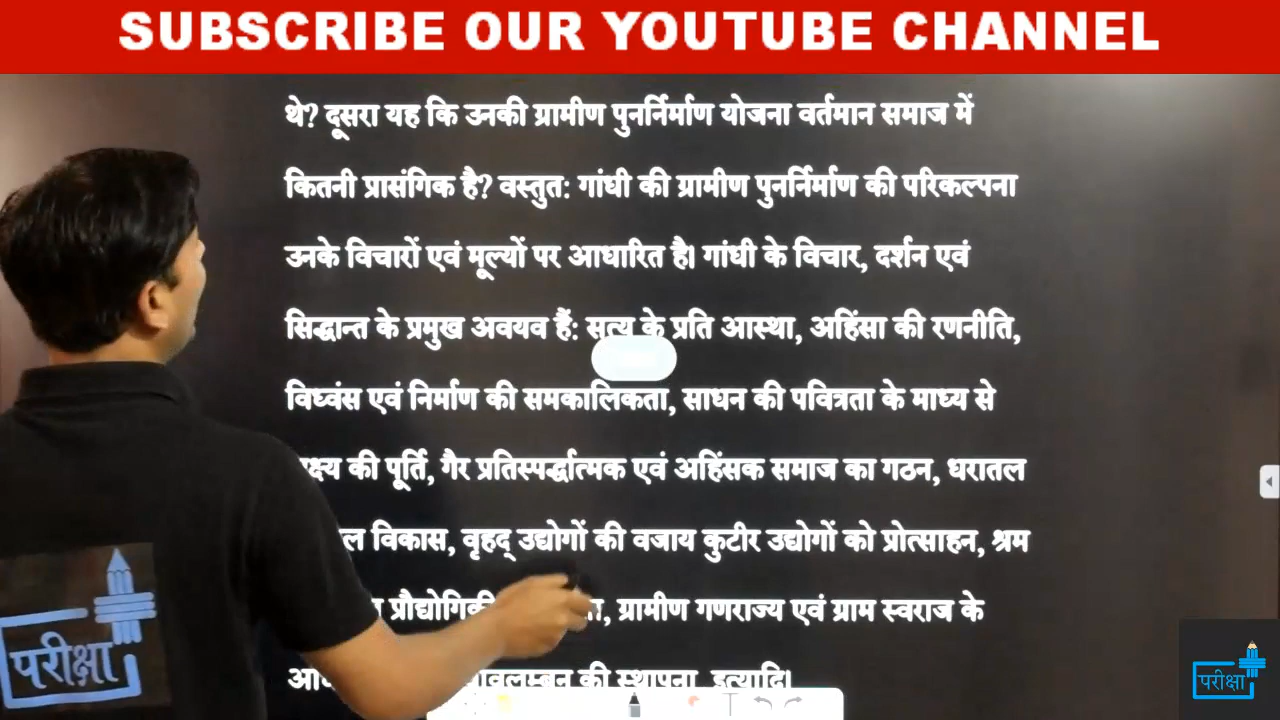 SUBSCRIBE OUR YOUTUBE CHANNEL
थे? दूसरा यह कि उनकी ग्रामीण पुनर्निर्माण योजना वर्तमान समाज में
कितनी प्रासंगिक है? वस्तुत: गांधी की ग्रामीण पुनर्निर्माण की परिकल्पना
उनके विचारों एवं मूल्यों पर आधारित है। गांधी के विचार, दर्शन एवं
सिद्धान्त के प्रमुख अवयव हैं: सत्य के प्रति आस्था, अहिंसा की रणनीति,
विध्वंस एवं निर्माण की समकालिकता, साधन की पवित्रता के माध्य से
की पूर्ति, गैर प्रतिस्पर्द्धात्मक एवं अहिंसक समाज का गठन, धरातल
विकास, वृहद् उद्योगों की वजाय कुटीर उद्योगों को प्रोत्साहन, श्रम
ग्रामीण गणराज्य एवं ग्राम स्वराज के
की स्थापना, इत्यादि।
परीक्षा
परीक्षा